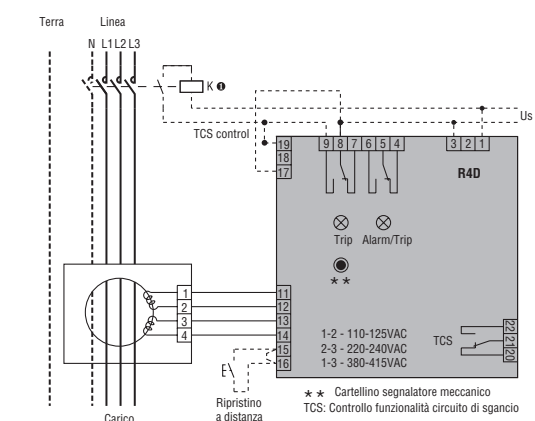 Terra Linea
N L1 L2 L3
K ❶
Us
TCS control
19 9 8 7 6 5 4 3 2 1
18
17
R4D
Trip Alarm/Trip
**
1 11
2 12
3 13
4 14
15
16
1-2 - 110-125VAC
2-3 - 220-240VAC
1-3 - 380-415VAC
TCS
22
21
20
E
Ripristino
a distanza
Carico
** Cartellino segnalatore meccanico
TCS: Controllo funzionalità circuito di sgancio